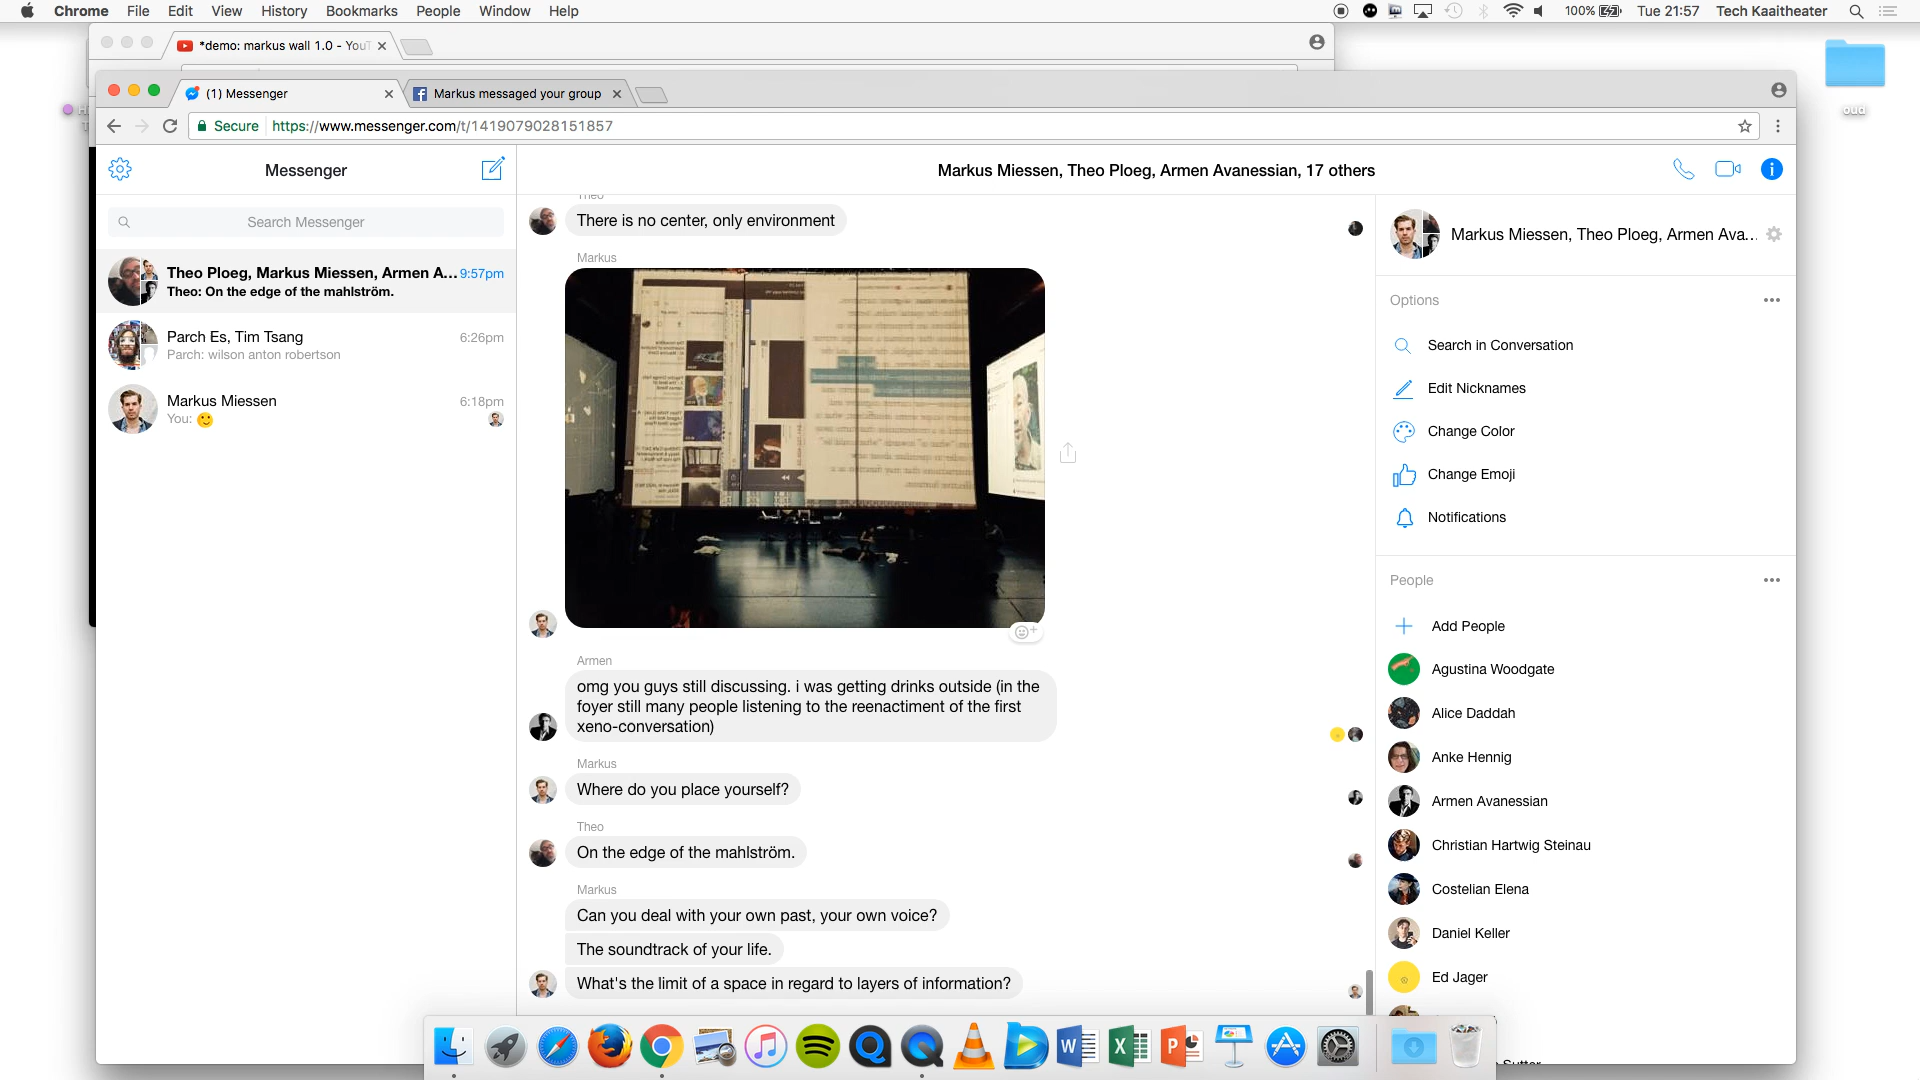 Chrome File Edit View History Bookmarks People Window Help
100% Tue 21:57 Tech Kaaitheater
*demo: markus wall 1.0 - YouT
oud
(1) Messenger
Markus messaged your group
Secure https://www.messenger.com/t/1419079028151857
Messenger
Markus Miessen, Theo Ploeg, Armen Avanessian, 17 others
Search Messenger
Theo Ploeg, Markus Miessen, Armen A... 9:57pm
Theo: On the edge of the mahlström.
Parch Es, Tim Tsang 6:26pm
Parch: wilson anton robertson
Markus Miessen 6:18pm
You:
Theo
There is no center, only environment
Markus
Armen
omg you guys still discussing. i was getting drinks outside (in the
foyer still many people listening to the reenactiment of the first
xeno-conversation)
Markus
Where do you place yourself?
Theo
On the edge of the mahlström.
Markus
Can you deal with your own past, your own voice?
The soundtrack of your life.
What's the limit of a space in regard to layers of information?
Markus Miessen, Theo Ploeg, Armen Ava...
Options
Search in Conversation
Edit Nicknames
Change Color
Change Emoji
Notifications
People
Add People
Agustina Woodgate
Alice Daddah
Anke Hennig
Armen Avanessian
Christian Hartwig Steinau
Costelian Elena
Daniel Keller
Ed Jager